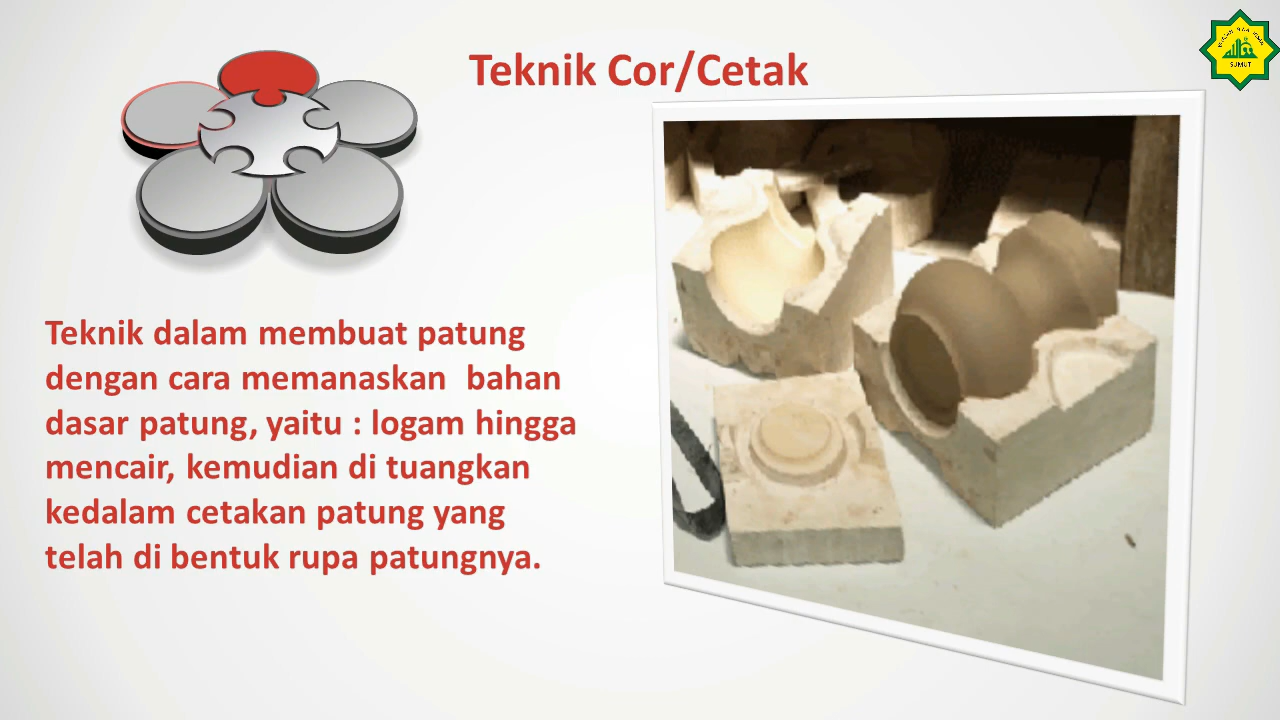 Teknik Cor/Cetak
SUMUT
Teknik dalam membuat patung
dengan cara memanaskan  bahan
dasar patung, yaitu : logam hingga
mencair, kemudian di tuangkan
kedalam cetakan patung yang
telah di bentuk rupa patungnya.